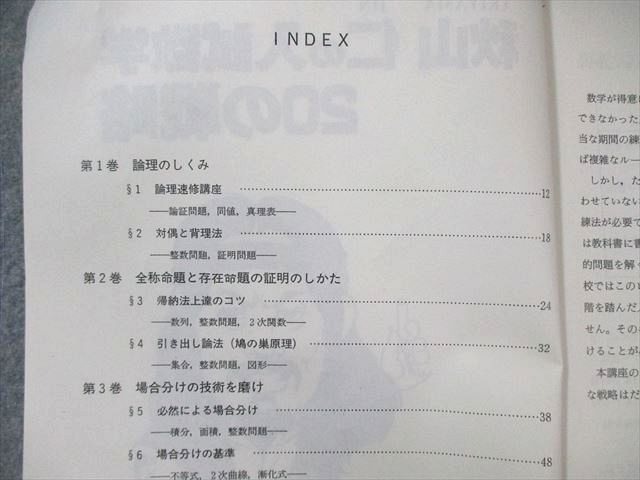 INDEX
第1巻 論理のしくみ
§1 論理速修講座 ……………………………………12
――論証問題，同値，真理表――
§2 対偶と背理法 ……………………………………18
――整数問題，証明問題――
第2巻 全称命題と存在命題の証明のしかた
§3 帰納法上達のコツ ……………………………………24
――数列，整数問題，2次関数――
§4 引き出し論法（鳩の巣原理） ……………………………………32
――集合，整数問題，図形――
第3巻 場合分けの技術を磨け
§5 必然による場合分け ……………………………………38
――積分，面積，整数問題――
§6 場合分けの基準 ……………………………………48
――不等式，2次曲線，漸化式――
数学が得意に
できなかった
当な期間の練
ば複雑なルー
しかし，た
わせていない
練法が必要で
は教科書に書
的問題を解
校ではこのい
階を踏んだ
せん。その
けることが
本講座の
な戦略はだ